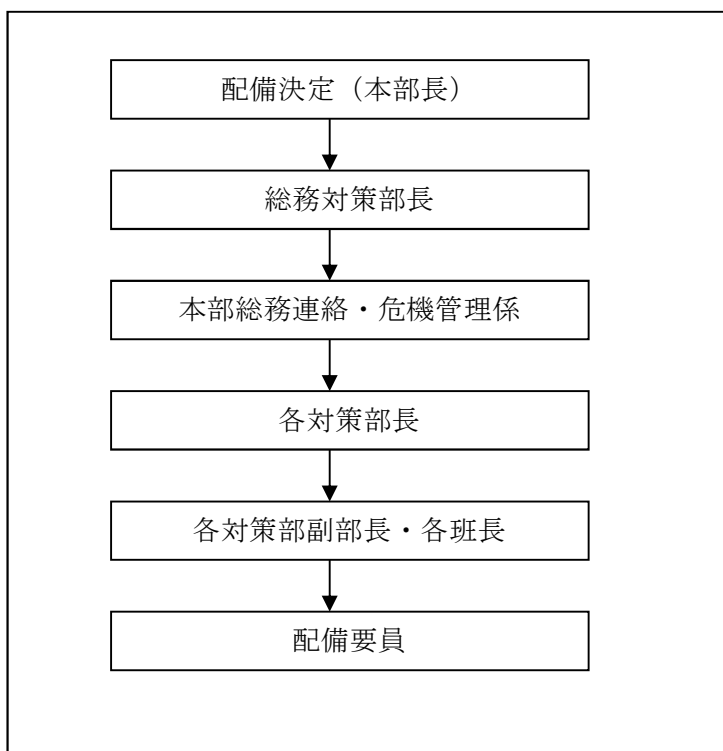 配備決定（本部長）
総務対策部長
本部総務連絡・危機管理係
各対策部長
各対策部副部長・各班長
配備要員